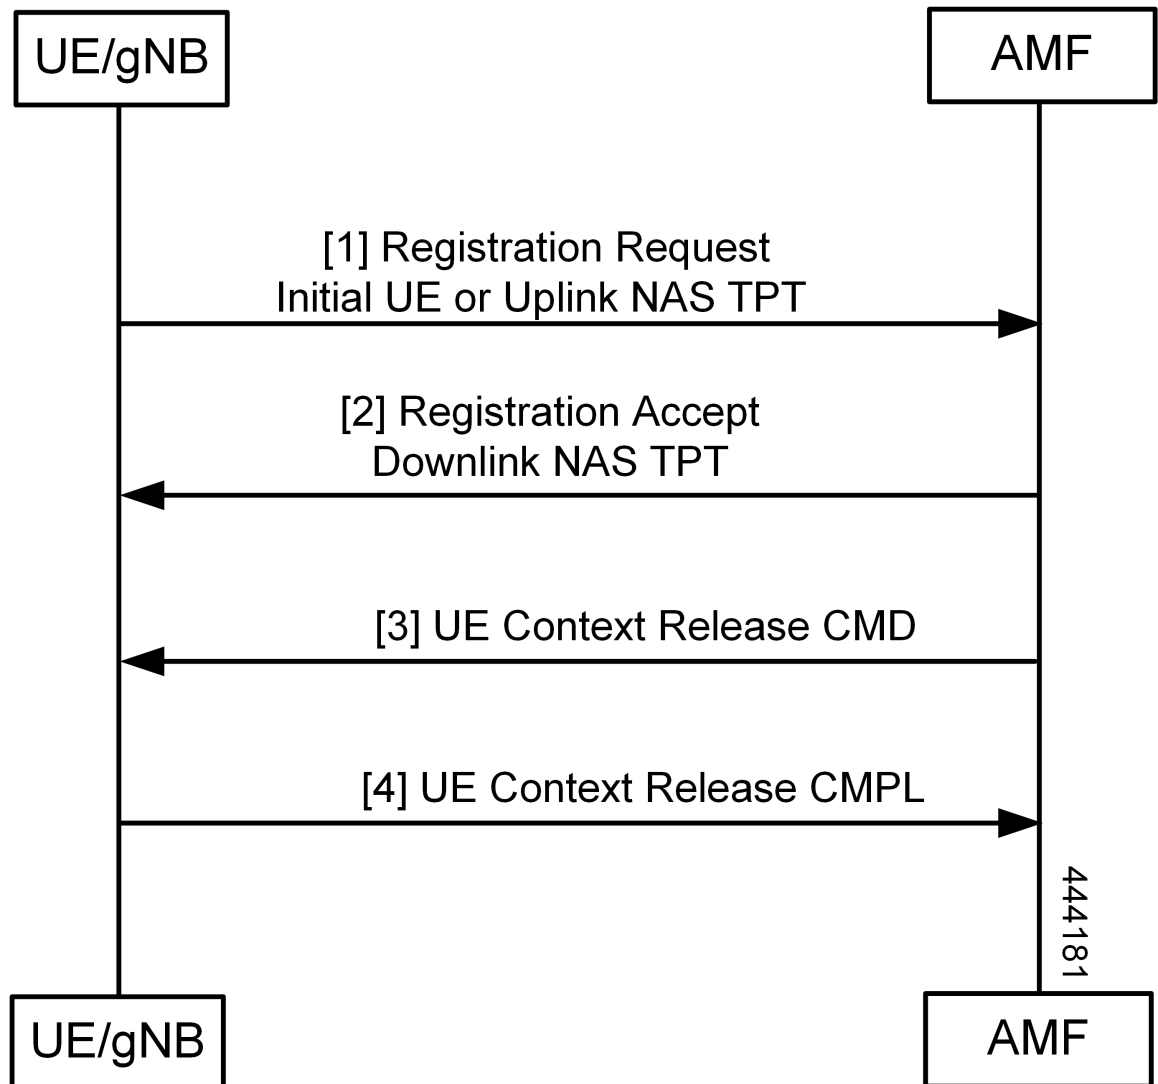 UE/gNB
AMF
[1] Registration Request
Initial UE or Uplink NAS TPT
[2] Registration Accept
Downlink NAS TPT
[3] UE Context Release CMD
[4] UE Context Release CMPL
444181
UE/gNB
AMF